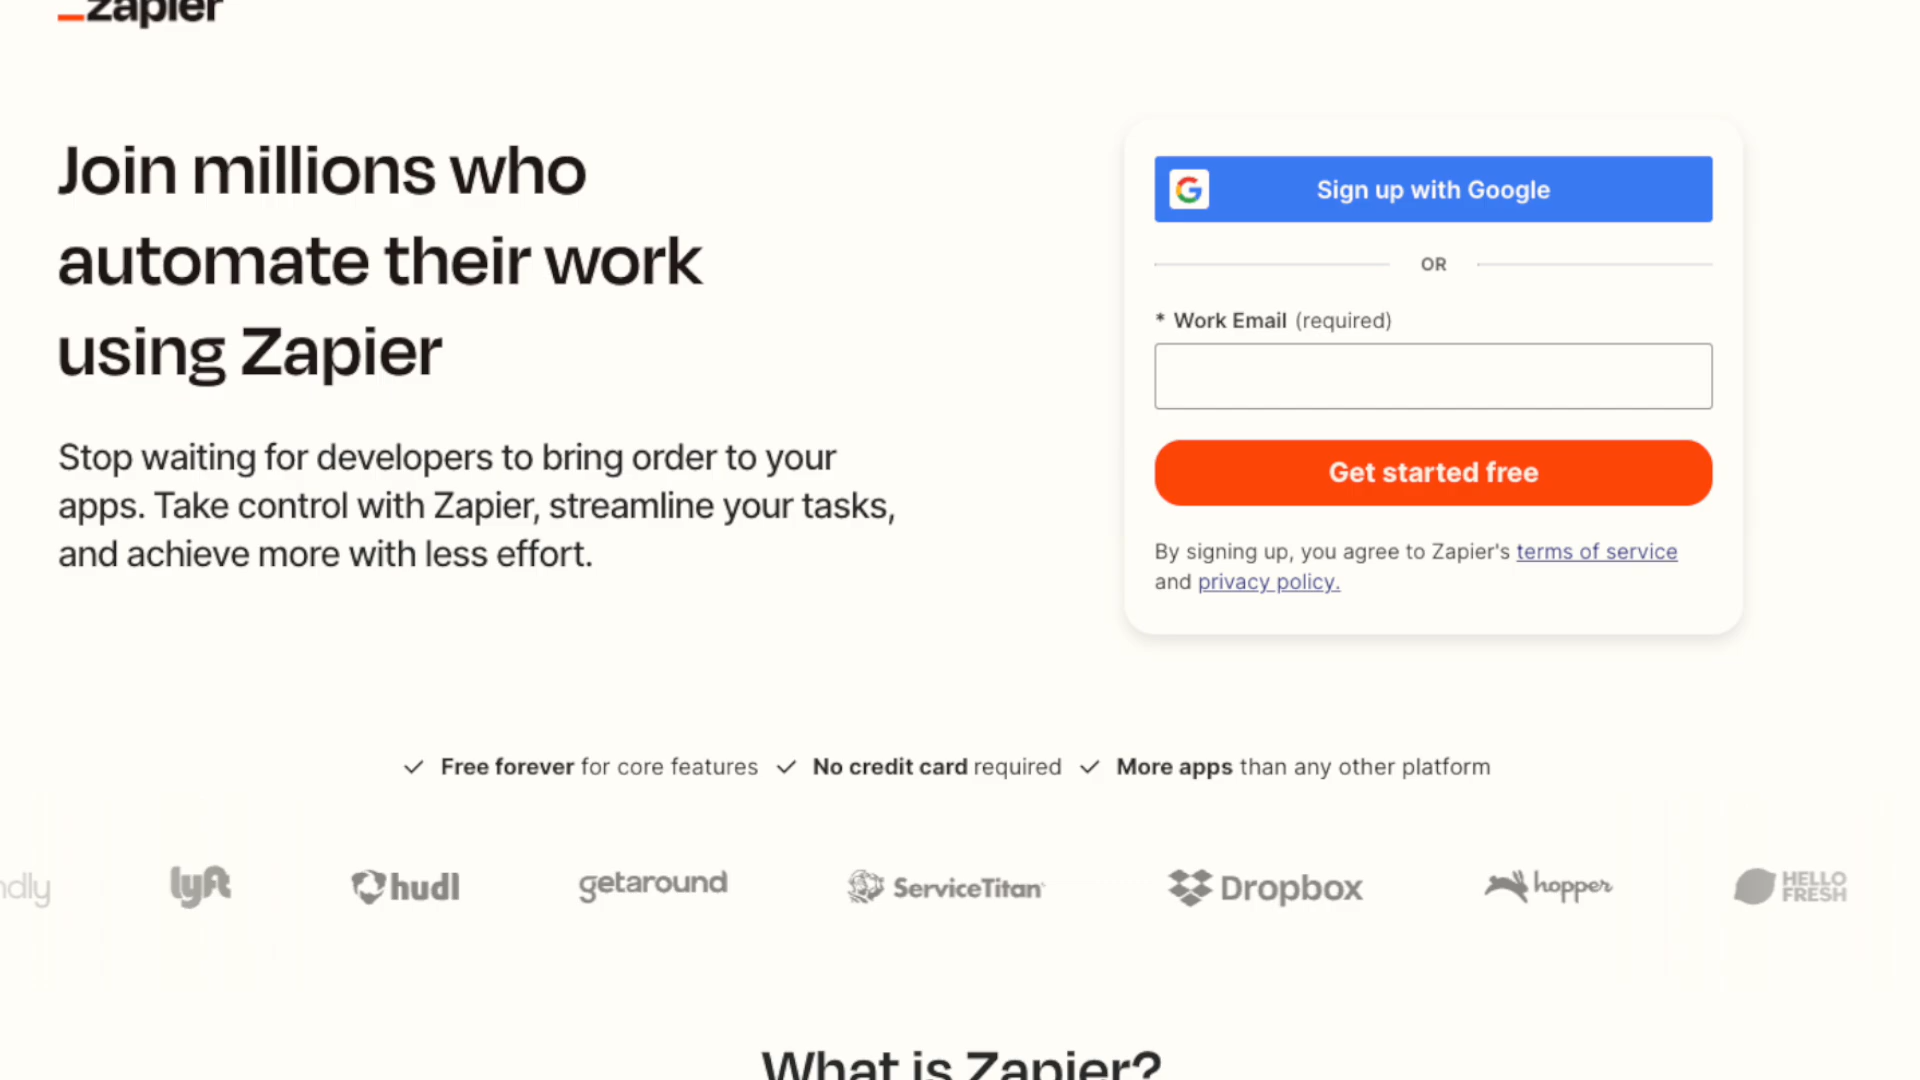 zapier
Join millions who
automate their work
using Zapier
Stop waiting for developers to bring order to your
apps. Take control with Zapier, streamline your tasks,
and achieve more with less effort.
Sign up with Google
OR
* Work Email (required)
Get started free
By signing up, you agree to Zapier's terms of service
and privacy policy.
Free forever for core features No credit card required More apps than any other platform
ndly lyft hudl getaround ServiceTitan Dropbox hopper HELLO FRESH
What is Zapier?